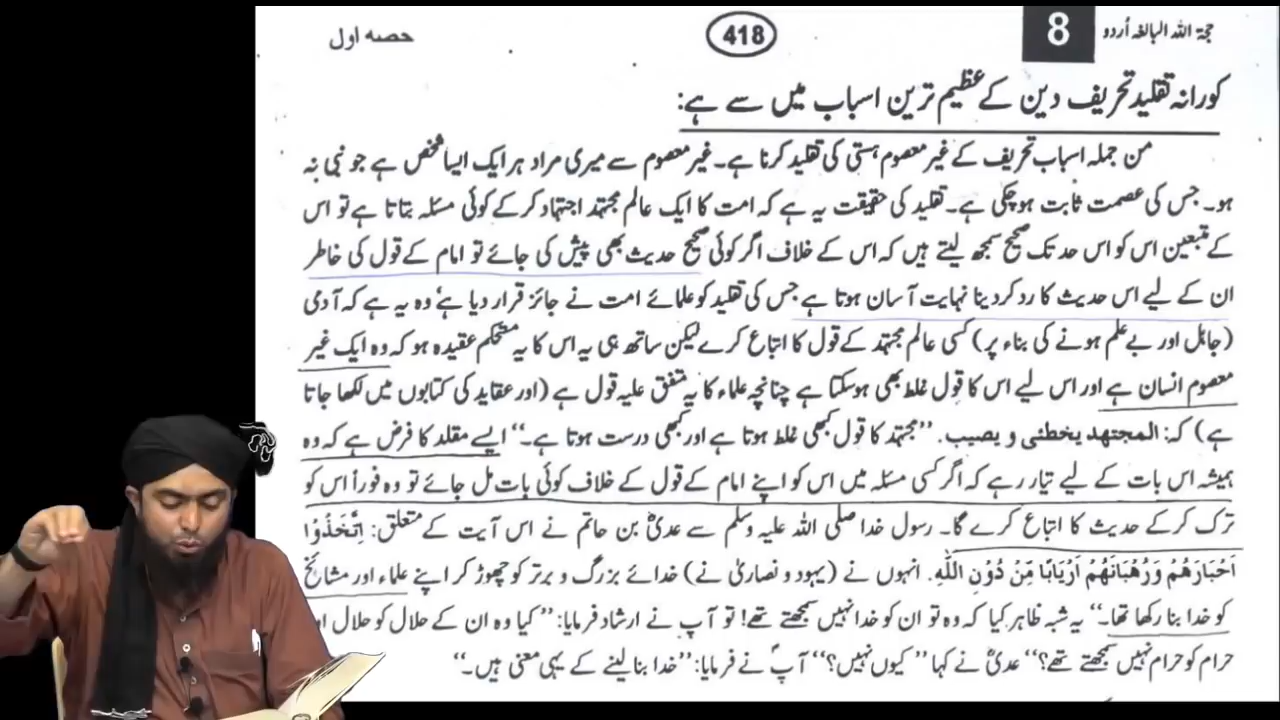 حجۃ اللہ البالغہ اُردو 8 418 حصہ اول
کورانہ تقلید تحریف دین کے عظیم ترین اسباب میں سے ہے:
من جملہ اسباب تحریف کے غیر معصوم ہستی کی تقلید کرنا ہے۔ غیر معصوم سے میری مراد ہر ایک ایسا شخص ہے جو نبی نہ
ہو۔ جس کی عصمت ثابت ہوچکی ہے۔ تقلید کی حقیقت یہ ہے کہ امت کا ایک عالم مجتہد اجتہاد کرکے کوئی مسئلہ بتاتا ہے تو اس
کے متبعین اس کو اس حد تک صحیح سمجھ لیتے ہیں کہ اس کے خلاف اگر کوئی صحیح حدیث بھی پیش کی جائے تو امام کے قول کی خاطر
ان کے لیے اس حدیث کا رد کردینا نہایت آسان ہوتا ہے جس کی تقلید کو علمائے امت نے جائز قرار دیا ہے' وہ یہ ہے کہ آدمی
(جاہل اور بے علم ہونے کی بناء پر) کسی عالم مجتہد کے قول کا اتباع کرے لیکن ساتھ ہی یہ اس کا یہ مستحکم عقیدہ ہو کہ وہ ایک غیر
معصوم انسان ہے اور اس لیے اس کا قول غلط بھی ہوسکتا ہے چنانچہ علماء کا یہ متفق علیہ قول ہے (اور عقاید کی کتابوں میں لکھا جاتا
ہے) کہ: المجتهد یخطئی و یصیب. "مجتہد کا قول کبھی غلط ہوتا ہے اور کبھی درست ہوتا ہے۔" ایسے مقلد کا فرض ہے کہ وہ
ہمیشہ اس بات کے لیے تیار رہے کہ اگر کسی مسئلہ میں اس کو اپنے امام کے قول کے خلاف کوئی بات مل جائے تو وہ فوراً اس کو
ترک کرکے حدیث کا اتباع کرے گا۔ رسول خدا صلی اللہ علیہ وسلم سے عدیؓ بن حاتم نے اس آیت کے متعلق: اِتَّخَذُوْا
اَحْبَارَهُمْ وَرُهْبَانَهُمْ اَرْبَابًا مِّنْ دُوْنِ اللّٰهِ. انہوں نے (یہود و نصاریٰ نے) خدائے بزرگ و برتر کو چھوڑ کر اپنے علماء اور مشائخ
کو خدا بنا رکھا تھا۔" یہ شبہ ظاہر کیا کہ وہ تو ان کو خدا نہیں سمجھتے تھے! تو آپ نے ارشاد فرمایا: "کیا وہ ان کے حلال کو حلال او
حرام کو حرام نہیں سمجھتے تھے؟" عدیؓ نے کہا "کیوں نہیں؟" آپؐ نے فرمایا: "خدا بنا لینے کے یہی معنی ہیں۔"